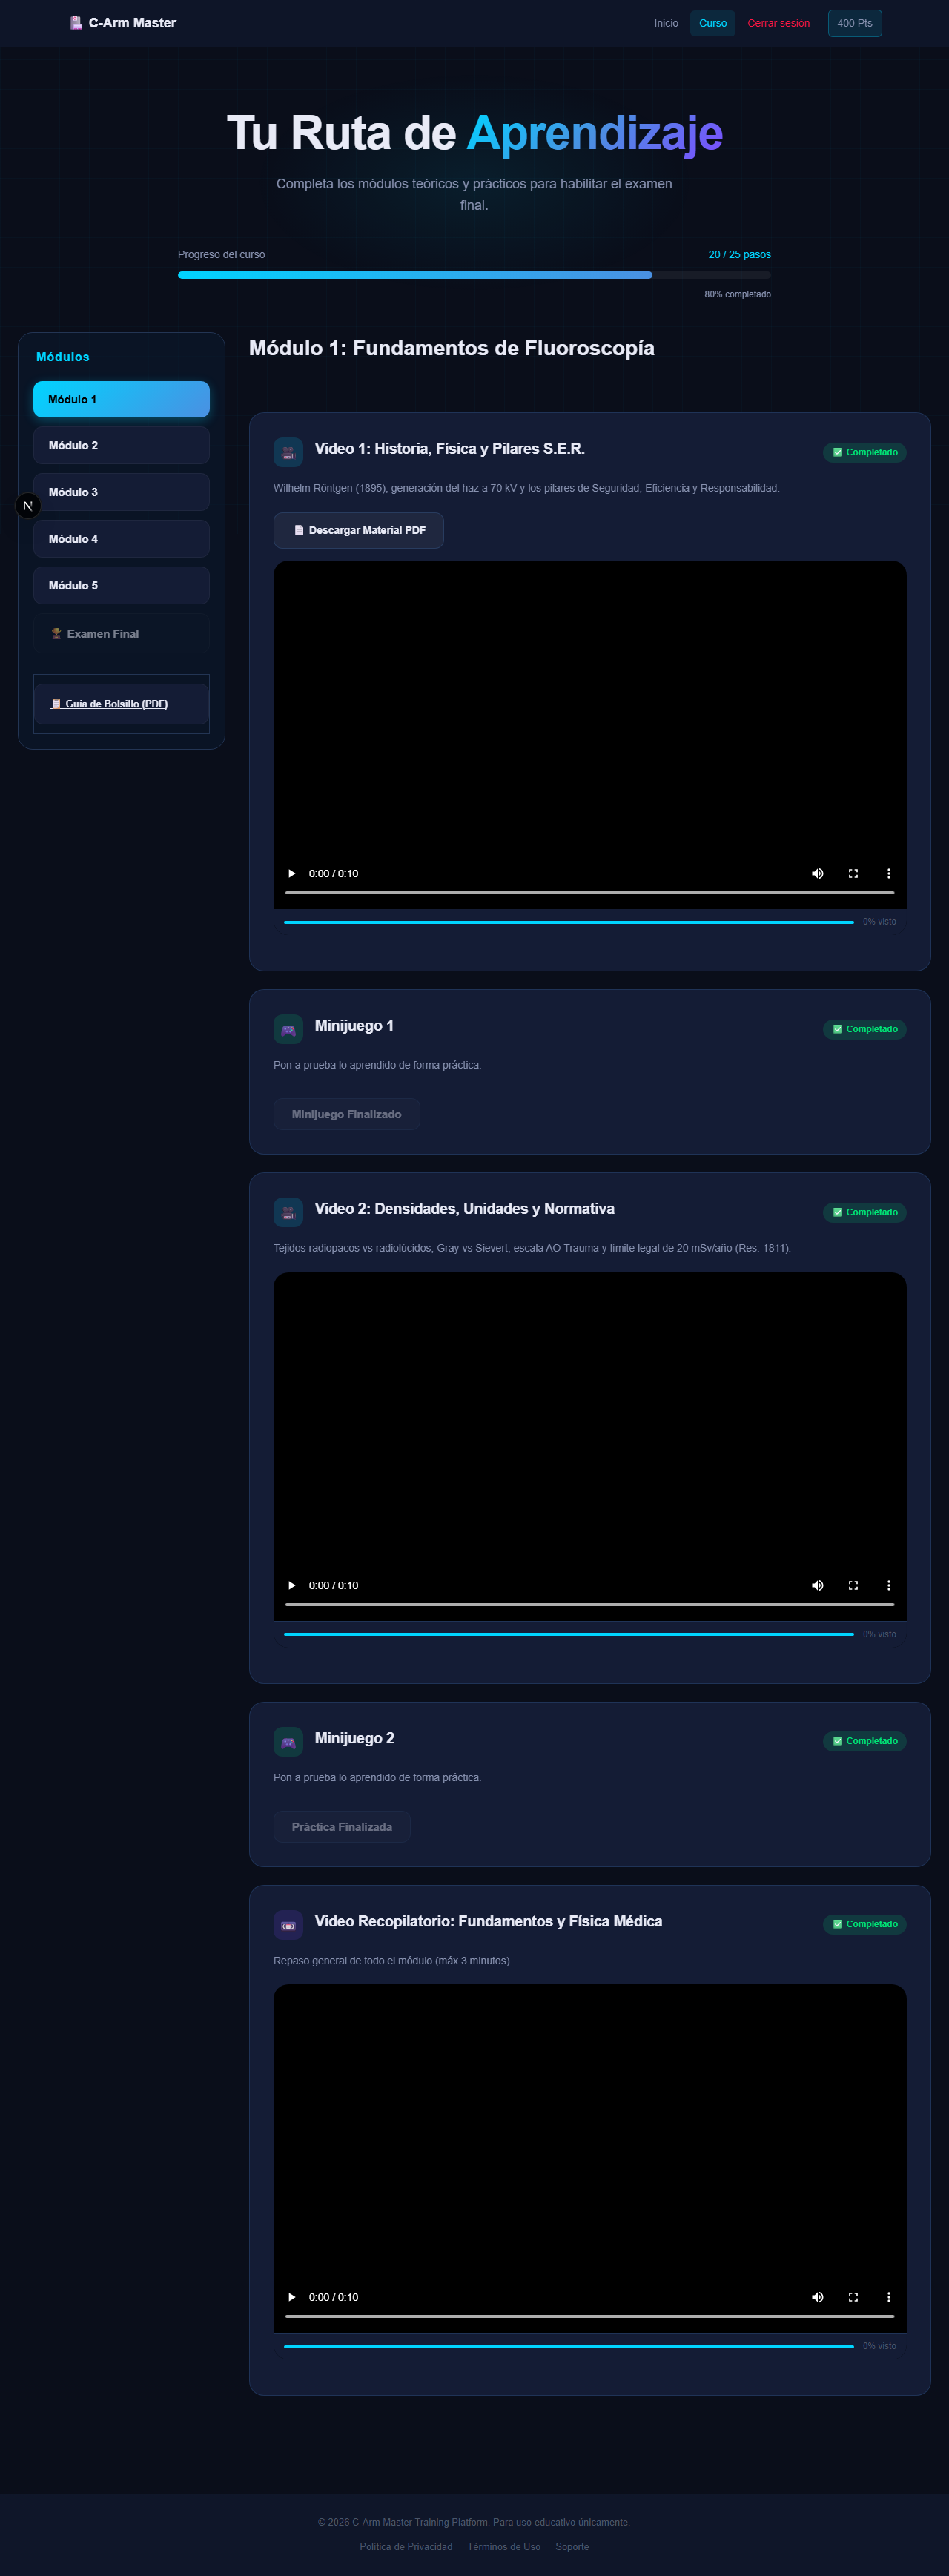 C-Arm Master
Inicio
Curso
Cerrar sesión
400 Pts
Tu Ruta de Aprendizaje
Completa los módulos teóricos y prácticos para habilitar el examen
final.
Progreso del curso
20 / 25 pasos
80% completado
Módulos
Módulo 1
Módulo 2
Módulo 3
Módulo 4
Módulo 5
Examen Final
Guía de Bolsillo (PDF)
N
Módulo 1: Fundamentos de Fluoroscopía
Video 1: Historia, Física y Pilares S.E.R.
✅ Completado
Wilhelm Röntgen (1895), generación del haz a 70 kV y los pilares de Seguridad, Eficiencia y Responsabilidad.
Descargar Material PDF
0:00 / 0:10
0% visto
Minijuego 1
✅ Completado
Pon a prueba lo aprendido de forma práctica.
Minijuego Finalizado
Video 2: Densidades, Unidades y Normativa
✅ Completado
Tejidos radiopacos vs radiolúcidos, Gray vs Sievert, escala AO Trauma y límite legal de 20 mSv/año (Res. 1811).
0:00 / 0:10
0% visto
Minijuego 2
✅ Completado
Pon a prueba lo aprendido de forma práctica.
Práctica Finalizada
Video Recopilatorio: Fundamentos y Física Médica
✅ Completado
Repaso general de todo el módulo (máx 3 minutos).
0:00 / 0:10
0% visto
© 2026 C-Arm Master Training Platform. Para uso educativo únicamente.
Política de Privacidad
Términos de Uso
Soporte